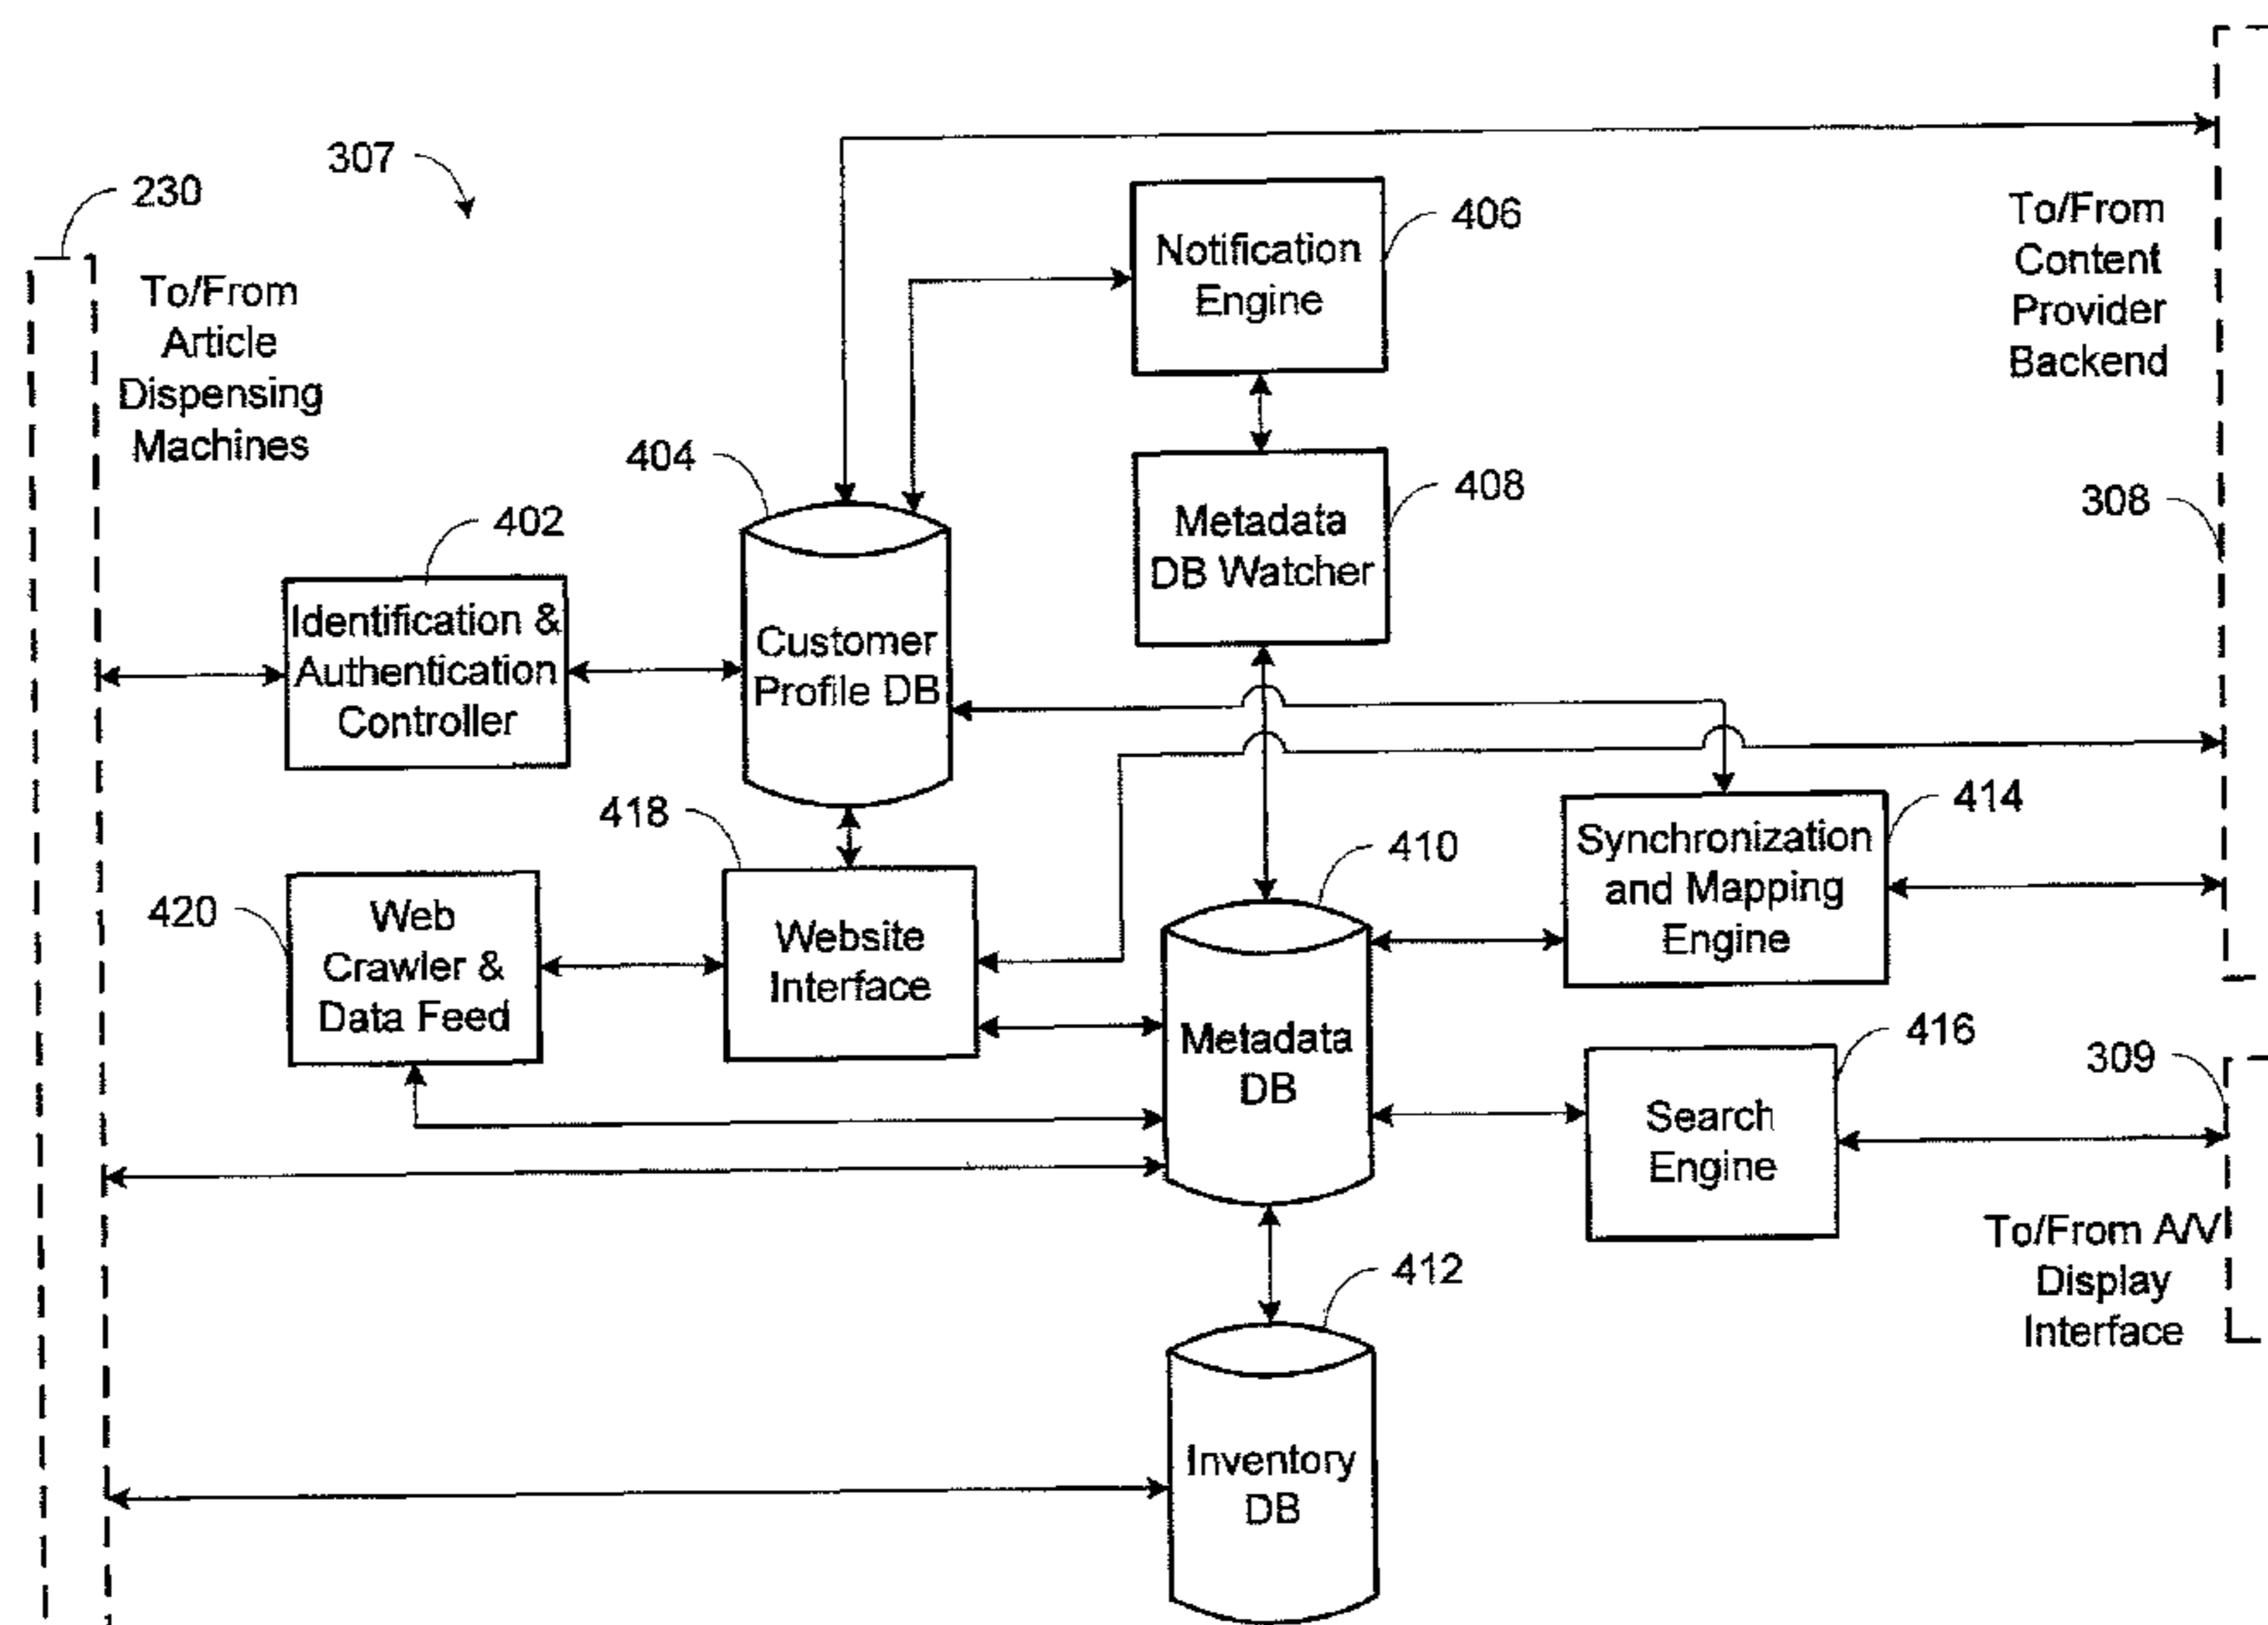 307
230
To/From
Article
Dispensing
Machines
To/From
Content
Provider
Backend
308
Notification
Engine
406
404
Metadata
DB Watcher
408
402
Identification &
Authentication
Controller
Customer
Profile DB
418
414
Synchronization
and Mapping
Engine
420
Web
Crawler &
Data Feed
Website
Interface
410
Metadata
DB
416
Search
Engine
309
To/From A/V
Display
Interface
412
Inventory
DB